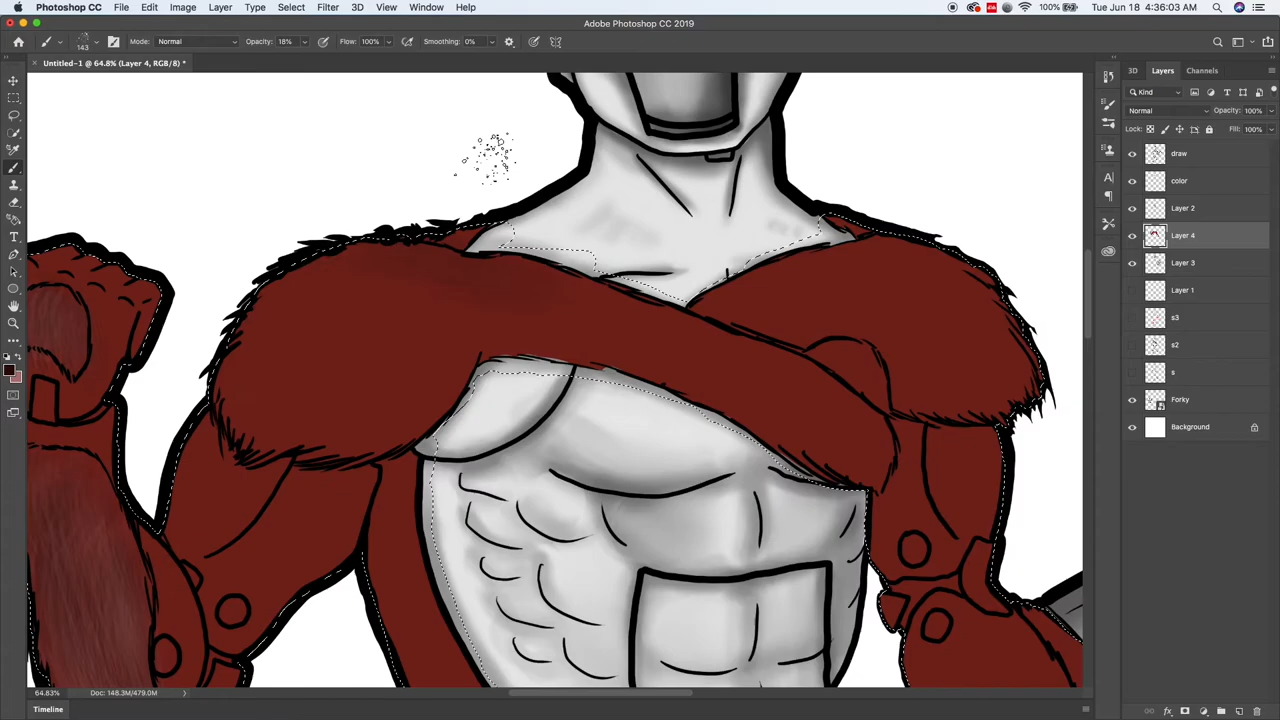 Photoshop CC File Edit Image Layer Type Select Filter 3D View Window Help 100% Tue Jun 18 4:36:03 AM
Adobe Photoshop CC 2019
143 Mode: Normal Opacity: 18% Flow: 100% Smoothing: 0%
Untitled-1 @ 64.8% (Layer 4, RGB/8) *
3D Layers Channels
Kind
Normal Opacity: 100%
Lock: Fill: 100%
draw
color
Layer 2
Layer 4
Layer 3
Layer 1
s3
s2
s
Forky
Background
64.83% Doc: 148.3M/479.0M
Timeline